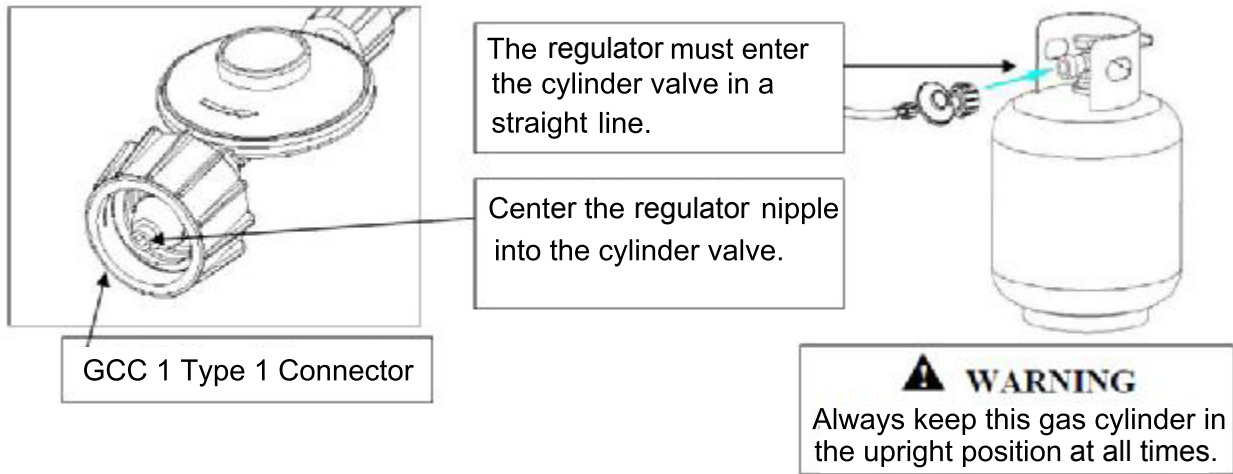 The regulator must enter
the cylinder valve in a
straight line.
Center the regulator nipple
into the cylinder valve.
GCC 1 Type 1 Connector
WARNING
Always keep this gas cylinder in
the upright position at all times.